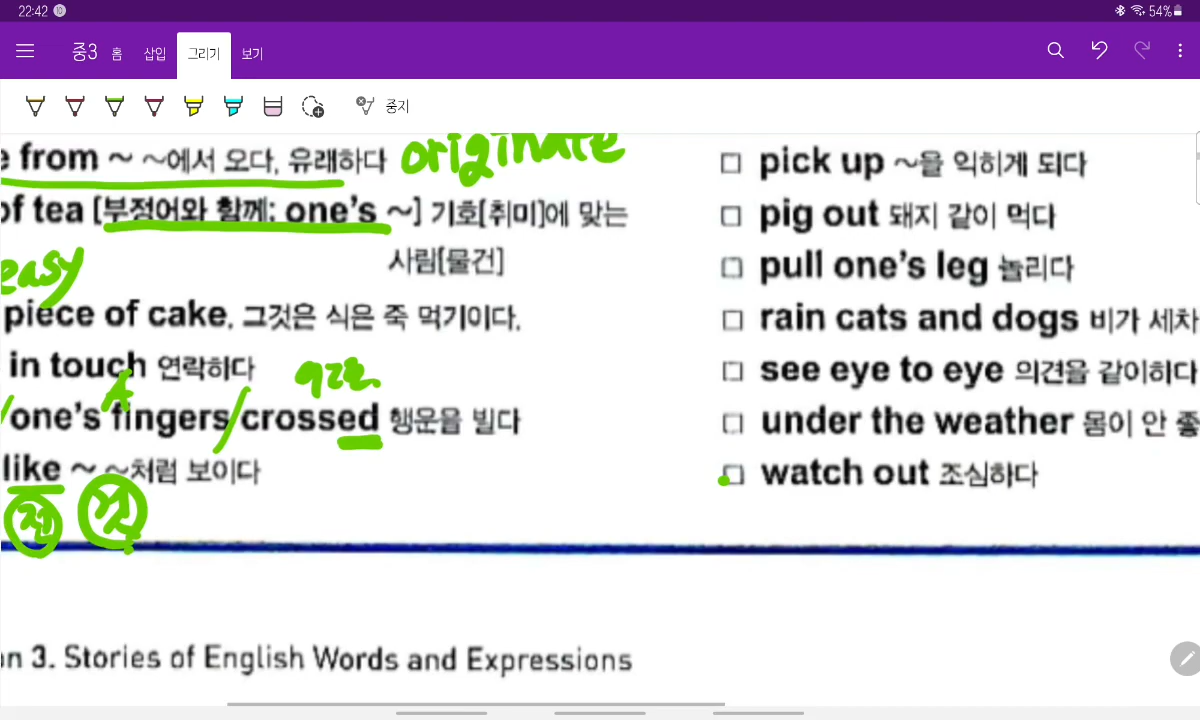 22:42 54%
중3 홈 삽입 그리기 보기
중지
e from ~ ~에서 오다, 유래하다 originate
of tea [부정어와 함께: one's ~] 기호[취미]에 맞는
사람[물건]
easy
piece of cake. 그것은 식은 죽 먹기이다.
in touch 연락하다
one's fingers/crossed 행운을 빌다
like ~ ~처럼 보이다
전
pick up ~을 익히게 되다
pig out 돼지 같이 먹다
pull one's leg 놀리다
rain cats and dogs 비가 세차
see eye to eye 의견을 같이하다
under the weather 몸이 안 좋
watch out 조심하다
n 3. Stories of English Words and Expressions